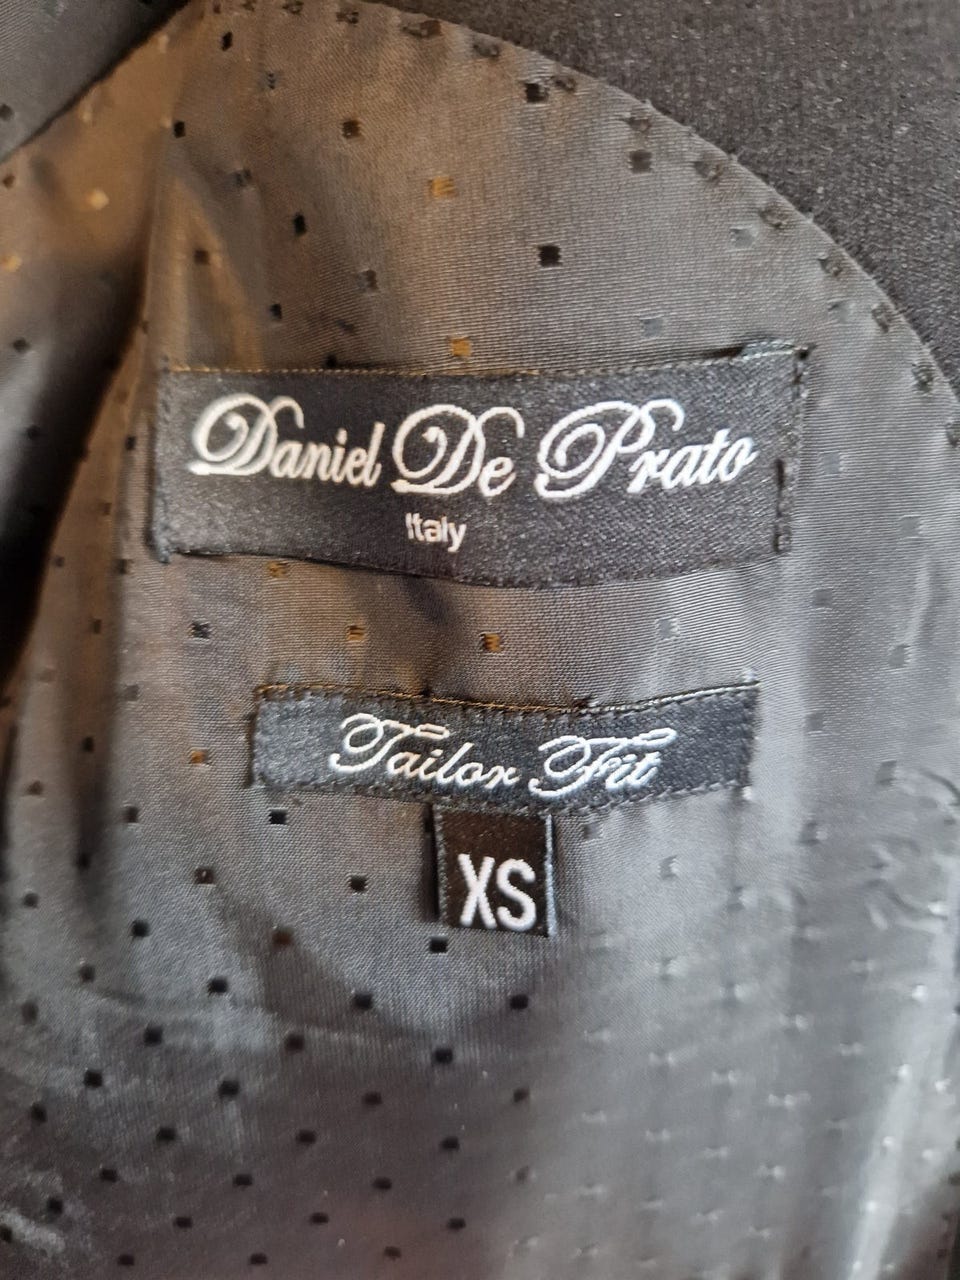 Daniel De Prato
Italy
Tailor Fit
XS